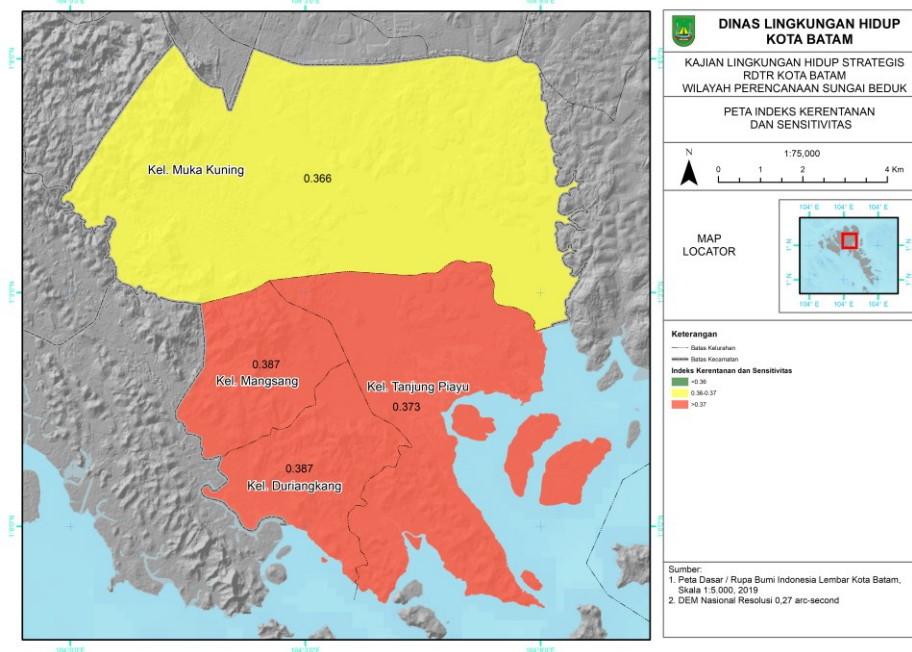 DINAS LINGKUNGAN HIDUP
KOTA BATAM
KAJIAN LINGKUNGAN HIDUP STRATEGIS
RDTR KOTA BATAM
WILAYAH PERENCANAAN SUNGAI BEDUK
PETA INDEKS KERENTANAN
DAN SENSITIVITAS
N
1:75,000
0 1 2 4 Km
MAP
LOCATOR
104° E 104° E 104° E
1° N 1° N
1° N 1° N
104° E 104° E 104° E
Keterangan
Batas Kelurahan
Batas Kecamatan
Indeks Kerentanan dan Sensitivitas
<0.36
0.36-0.37
>0.37
Sumber:
1. Peta Dasar / Rupa Bumi Indonesia Lembar Kota Batam,
Skala 1:5.000, 2019
2. DEM Nasional Resolusi 0,27 arc-second
Kel. Muka Kuning
0.366
0.387
Kel. Mangsang
Kel. Tanjung Piayu
0.373
0.387
Kel. Duriangkang